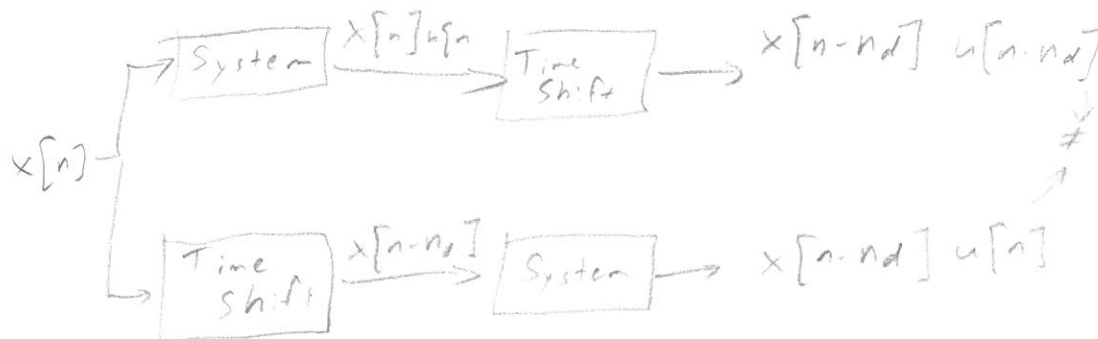 x[n]
System
x[n] u[n
Time
Shift
x[n-nd] u[n-nd]
≠
Time
Shift
x[n-nd]
System
x[n-nd] u[n]